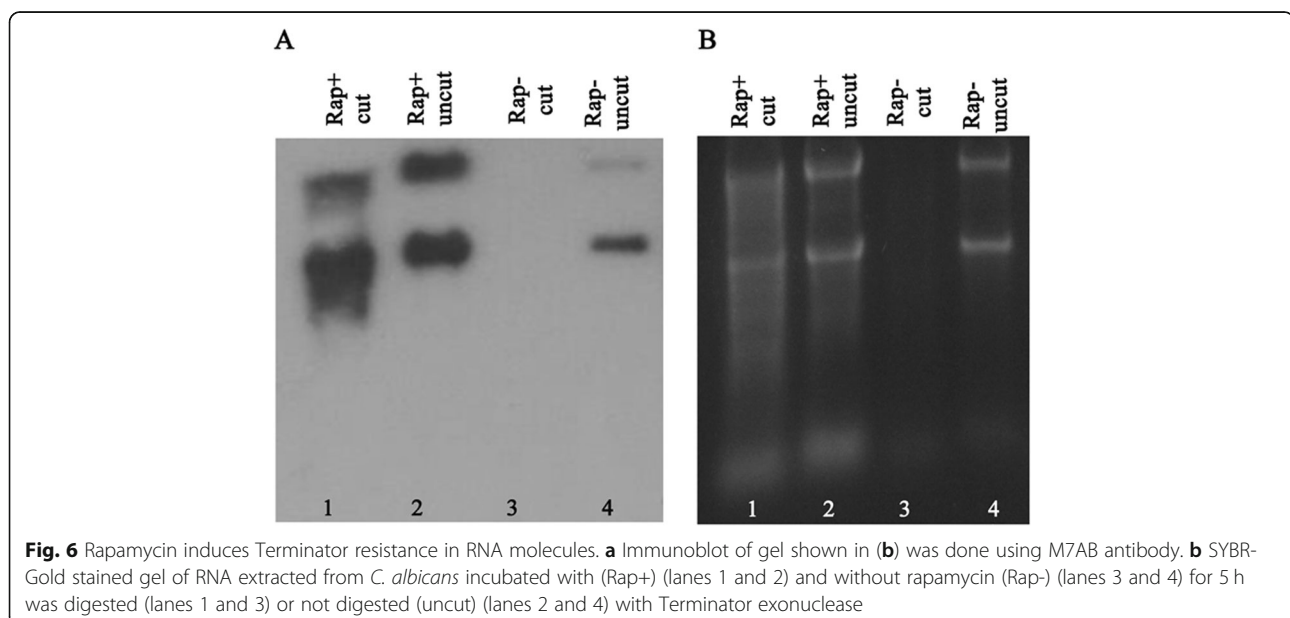 A
B
Rap+
cut
Rap+
uncut
Rap-
cut
Rap-
uncut
Rap+
cut
Rap+
uncut
Rap-
cut
Rap-
uncut
1 2 3 4
1 2 3 4
Fig. 6 Rapamycin induces Terminator resistance in RNA molecules. a Immunoblot of gel shown in (b) was done using M7AB antibody. b SYBR-
Gold stained gel of RNA extracted from C. albicans incubated with (Rap+) (lanes 1 and 2) and without rapamycin (Rap-) (lanes 3 and 4) for 5 h
was digested (lanes 1 and 3) or not digested (uncut) (lanes 2 and 4) with Terminator exonuclease